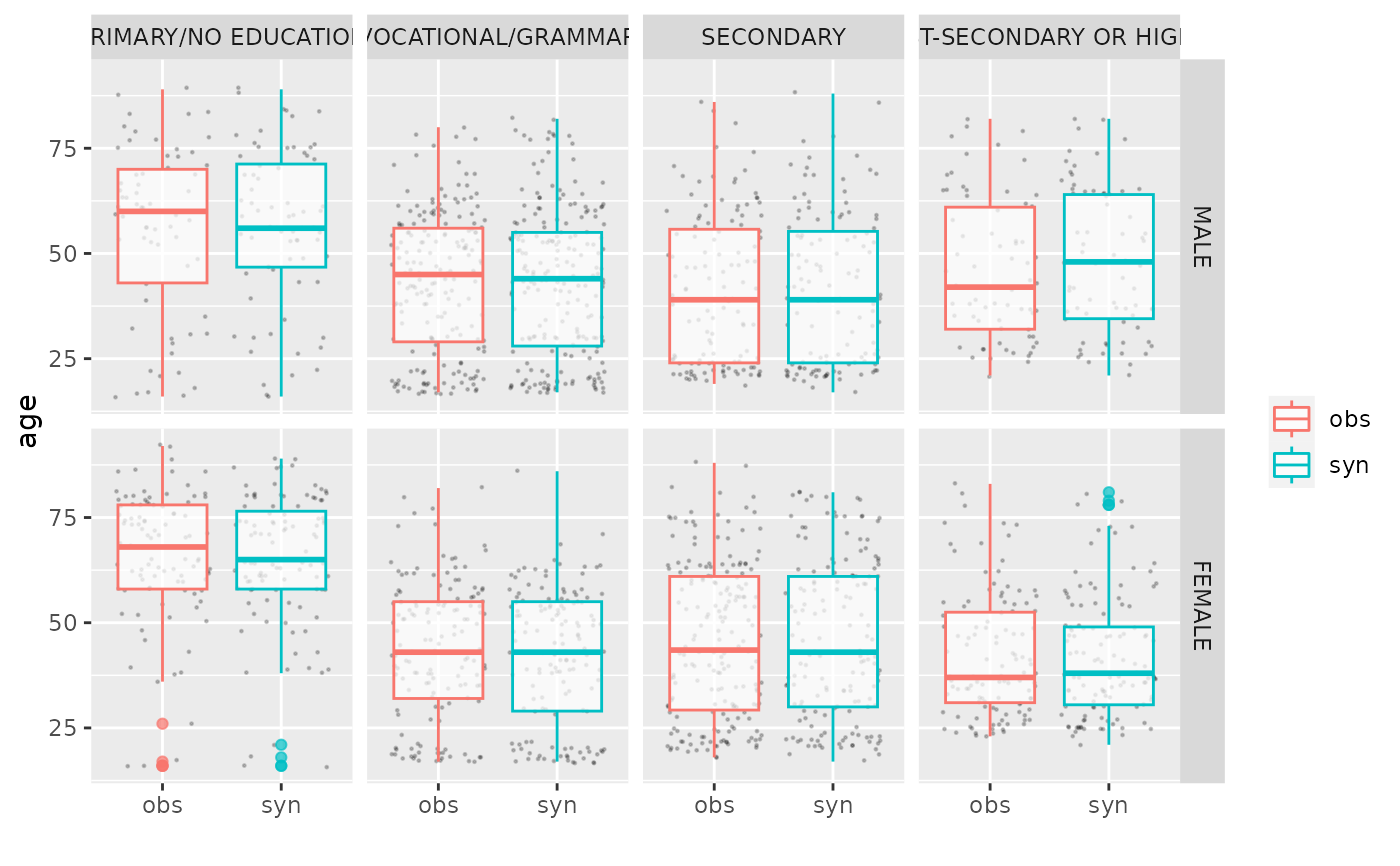 RIMARY/NO EDUCATIO
VOCATIONAL/GRAMMAR
SECONDARY
T-SECONDARY OR HIG
75
50
25
MALE
age
obs
syn
75
50
25
FEMALE
obs
syn
obs
syn
obs
syn
obs
syn